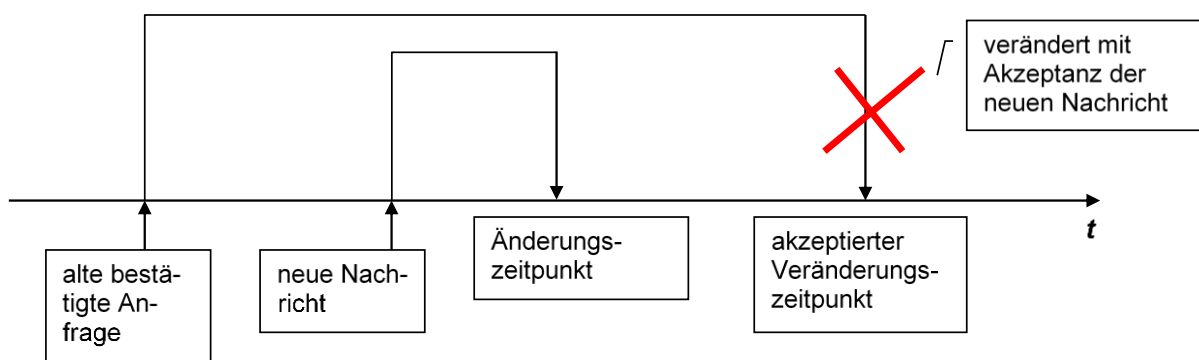 verändert mit
Akzeptanz der
neuen Nachricht
t
alte bestä-
tigte An-
frage
neue Nach-
richt
Änderungs-
zeitpunkt
akzeptierter
Veränderungs-
zeitpunkt